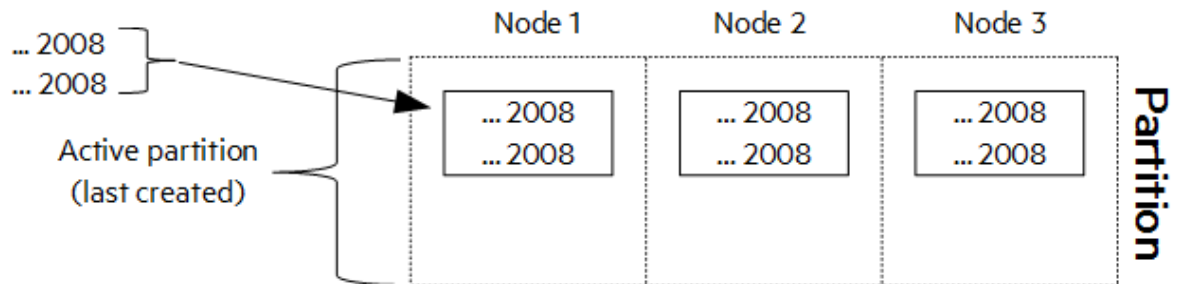 Node 1
Node 2
Node 3
... 2008
... 2008
... 2008
... 2008
... 2008
... 2008
... 2008
... 2008
Active partition
(last created)
Partition